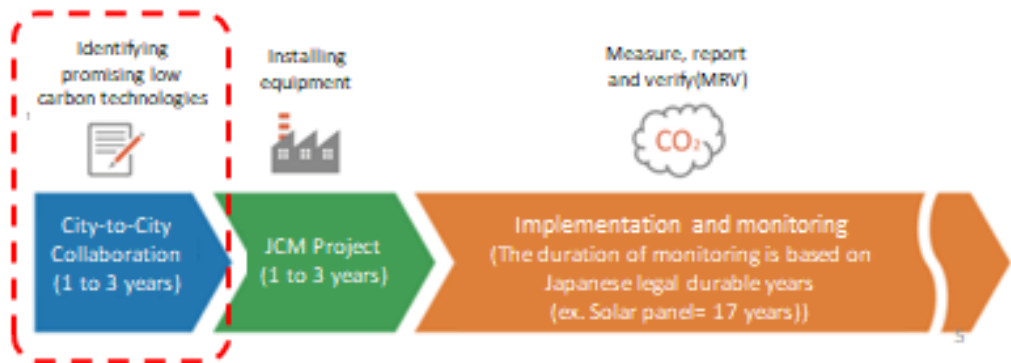 Identifying
promising low
carbon technologies
Installing
equipment
Measure, report
and verify(MRV)
CO₂
City-to-City
Collaboration
(1 to 3 years)
JCM Project
(1 to 3 years)
Implementation and monitoring
(The duration of monitoring is based on
Japanese legal durable years
(ex. Solar panel= 17 years))
5